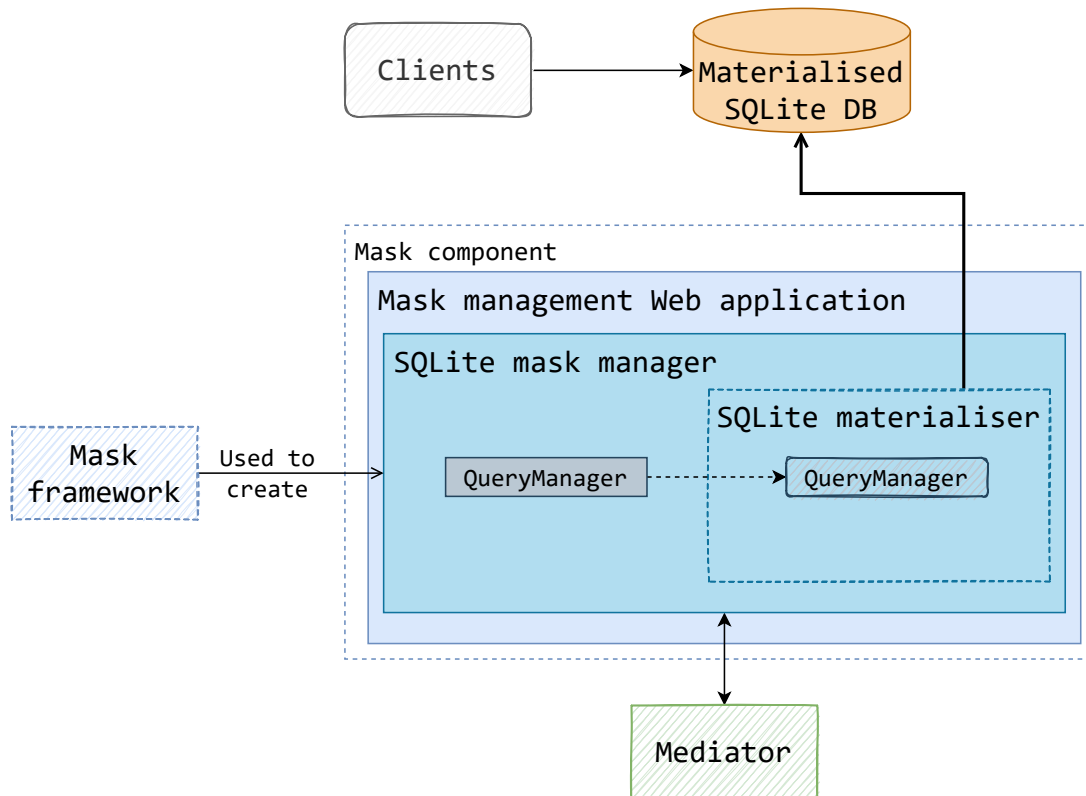 Clients
Materialised
SQLite DB
Mask component
Mask management Web application
SQLite mask manager
SQLite materialiser
Mask
framework
Used to
create
QueryManager
QueryManager
Mediator